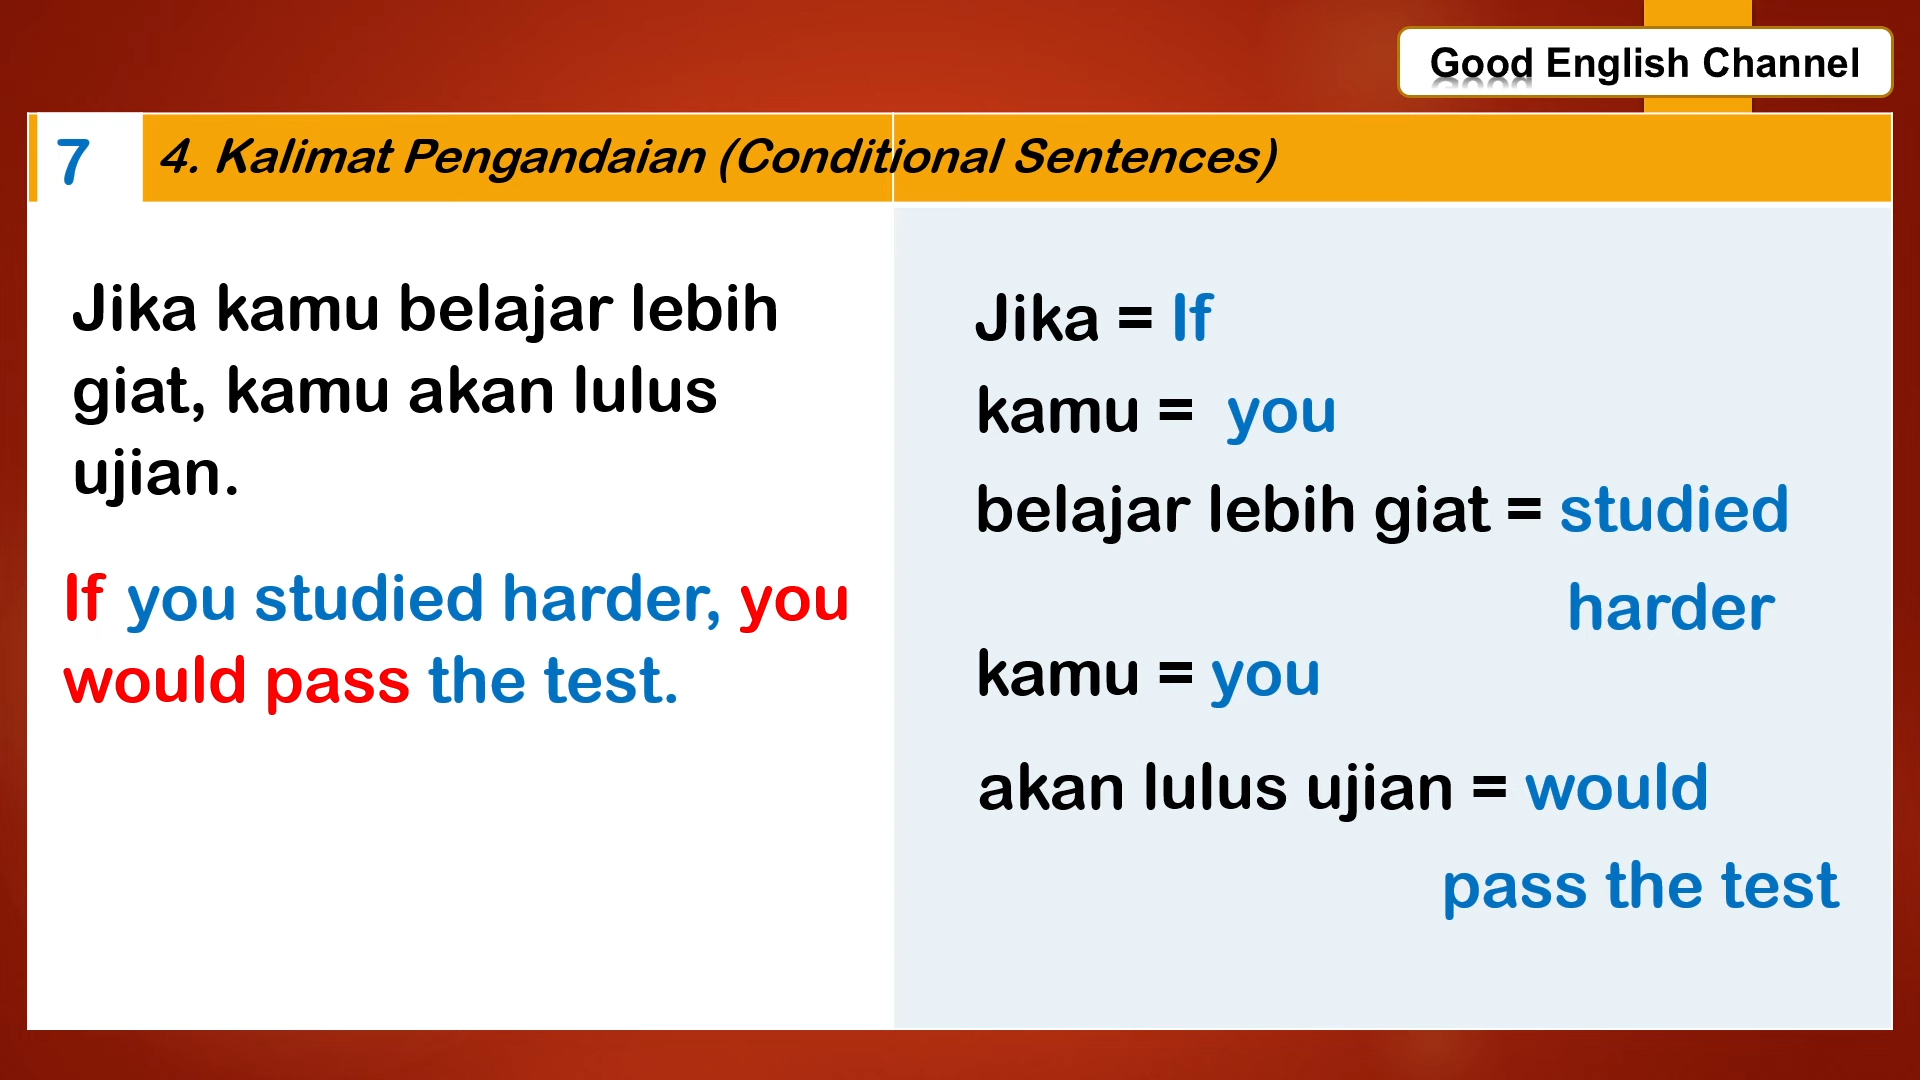 Good English Channel
7
4. Kalimat Pengandaian (Conditional Sentences)
Jika kamu belajar lebih
giat, kamu akan lulus
ujian.
If you studied harder, you
would pass the test.
Jika = If
kamu = you
belajar lebih giat = studied
harder
kamu = you
akan lulus ujian = would
pass the test